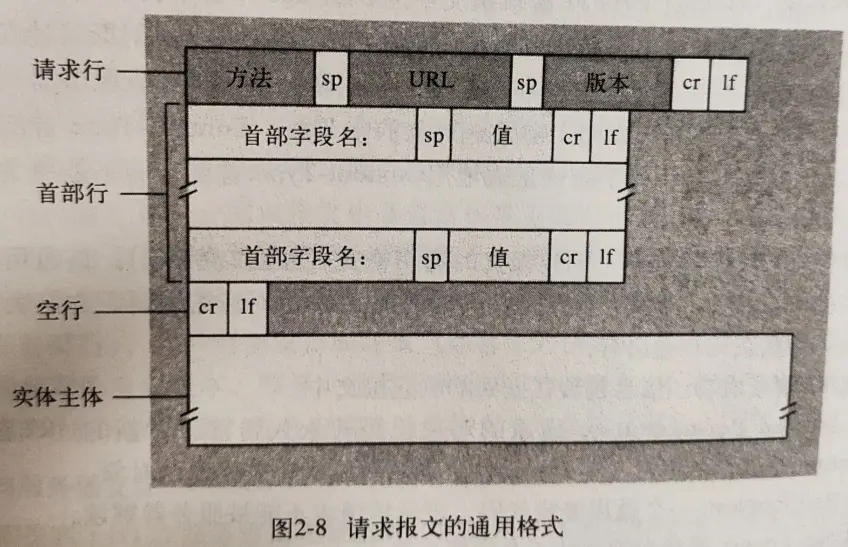 请求行 方法 sp URL sp 版本 cr lf
首部字段名: sp 值 cr lf
首部行
首部字段名: sp 值 cr lf
空行 cr lf
实体主体
图2-8 请求报文的通用格式